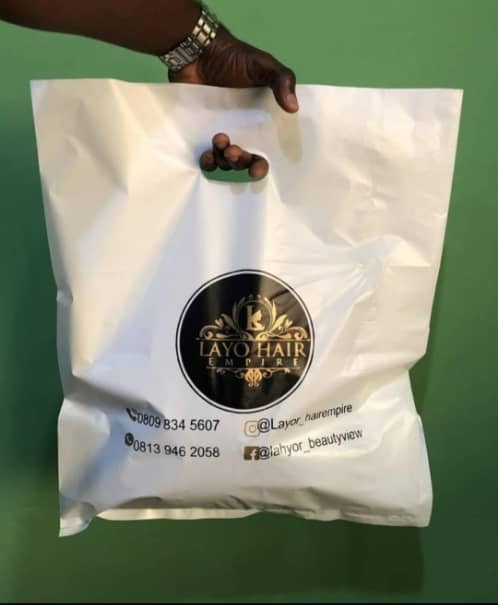 LAYO HAIR
EMPIRE
0809 834 5607
@Layor_hairempire
0813 946 2058
@lahyor_beautyview